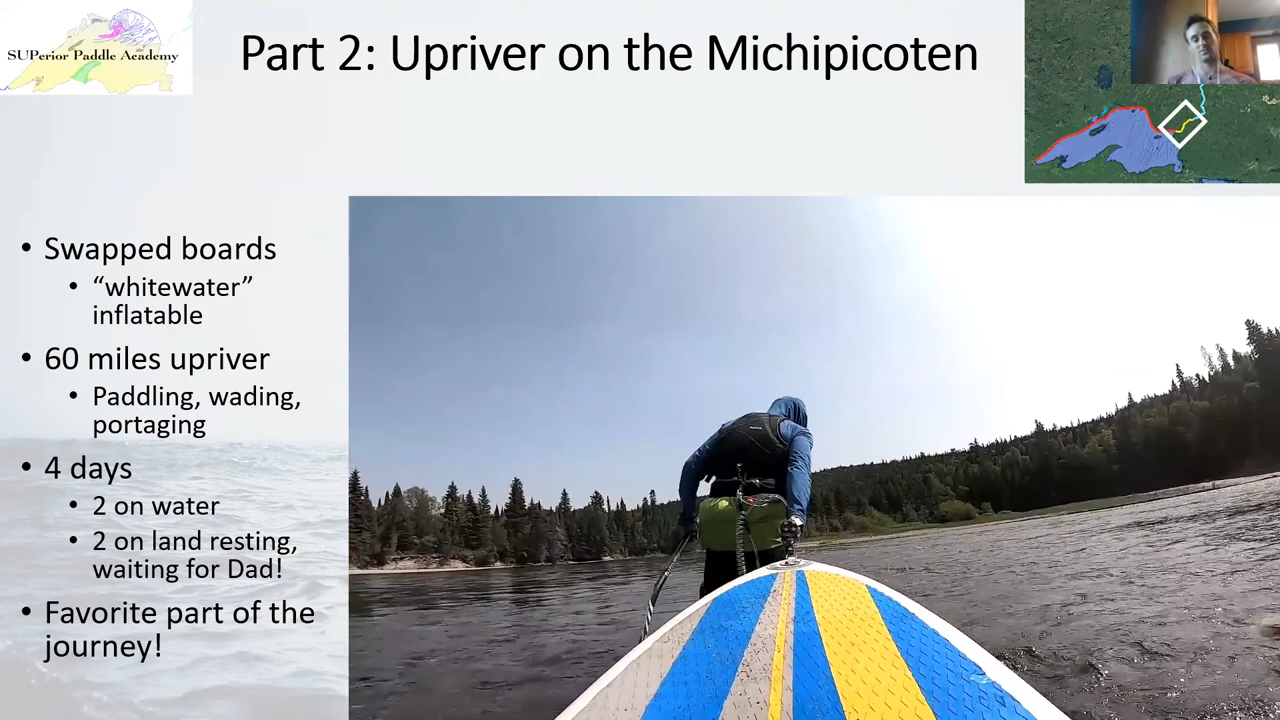 SUPerior Paddle Academy
Part 2: Upriver on the Michipicoten
• Swapped boards
• “whitewater”
inflatable
• 60 miles upriver
• Paddling, wading,
portaging
• 4 days
• 2 on water
• 2 on land resting,
waiting for Dad!
• Favorite part of the
journey!